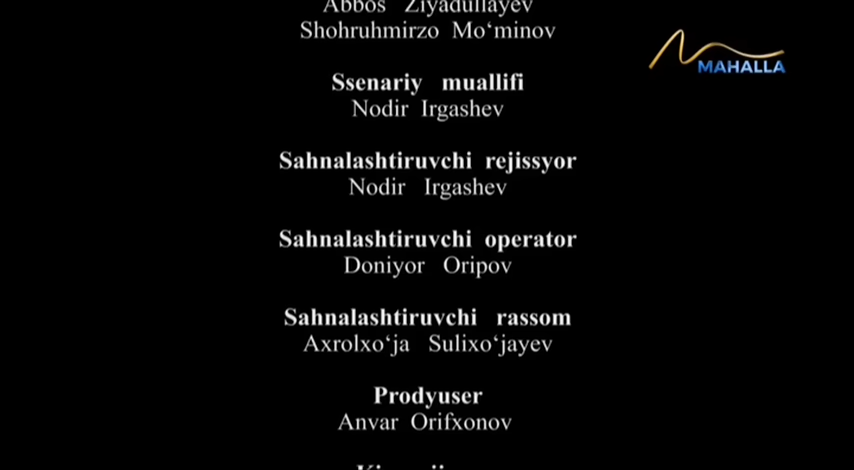 Abbos Ziyadullayev
Shohruhmirzo Mo‘minov
MAHALLA
Ssenariy muallifi
Nodir Irgashev
Sahnalashtiruvchi rejissyor
Nodir Irgashev
Sahnalashtiruvchi operator
Doniyor Oripov
Sahnalashtiruvchi rassom
Axrolxo‘ja Sulixo‘jayev
Prodyuser
Anvar Orifxonov